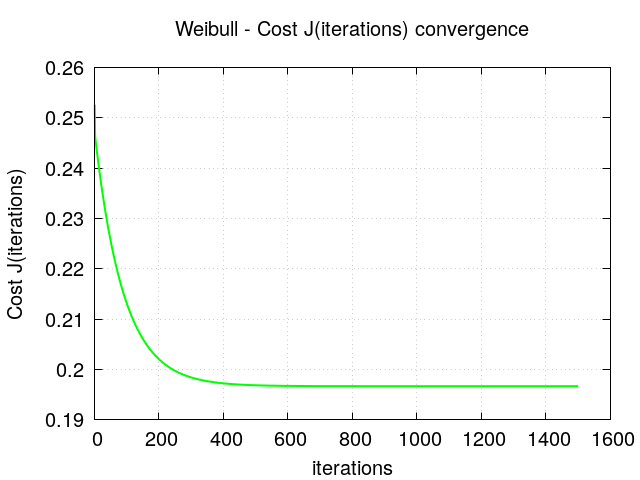 Weibull - Cost J(iterations) convergence
0.26
0.25
0.24
0.23
0.22
0.21
0.2
0.19
Cost J(iterations)
0 200 400 600 800 1000 1200 1400 1600
iterations